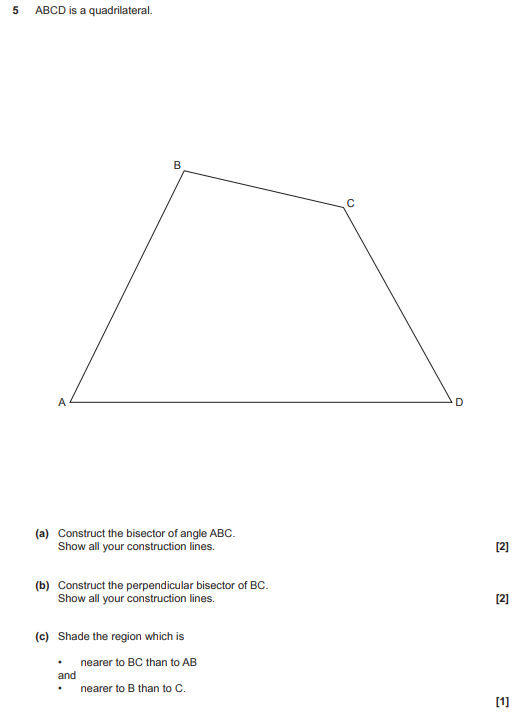 5 ABCD is a quadrilateral.
B
C
A
D
(a) Construct the bisector of angle ABC.
Show all your construction lines. [2]
(b) Construct the perpendicular bisector of BC.
Show all your construction lines. [2]
(c) Shade the region which is
• nearer to BC than to AB
and
• nearer to B than to C.
[1]